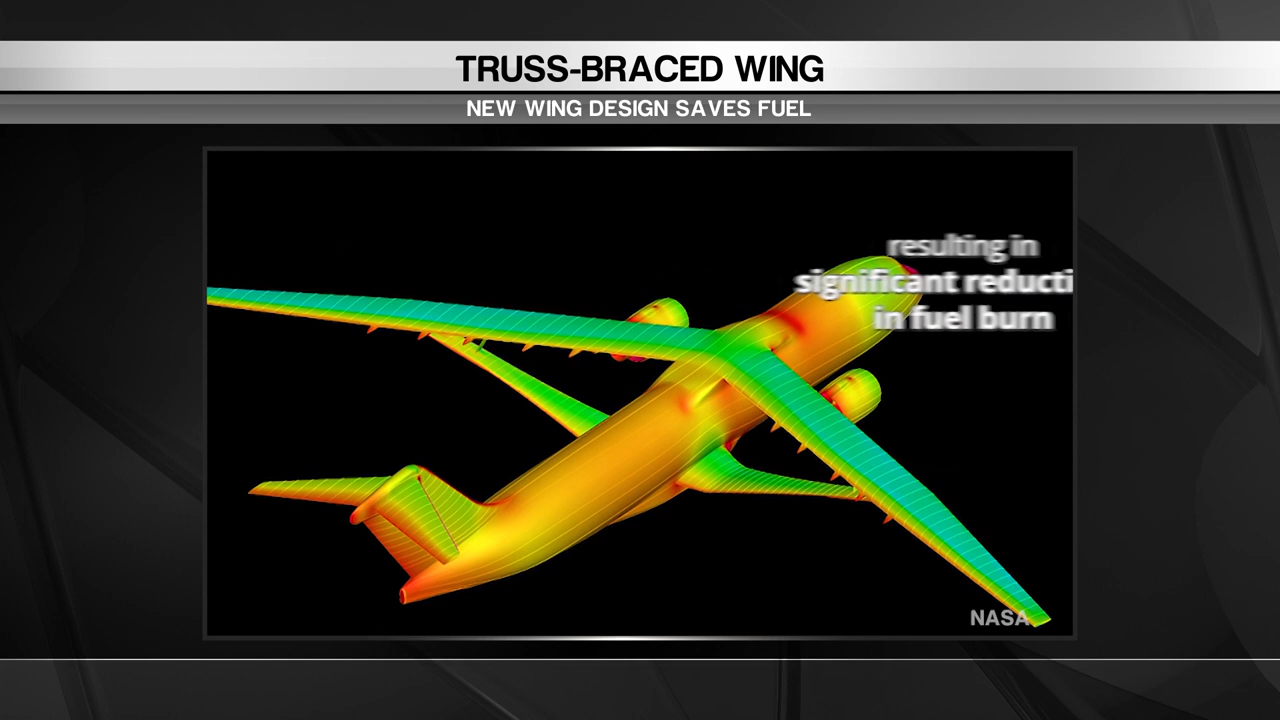 TRUSS-BRACED WING
NEW WING DESIGN SAVES FUEL
resulting in
significant reducti
in fuel burn
NASA